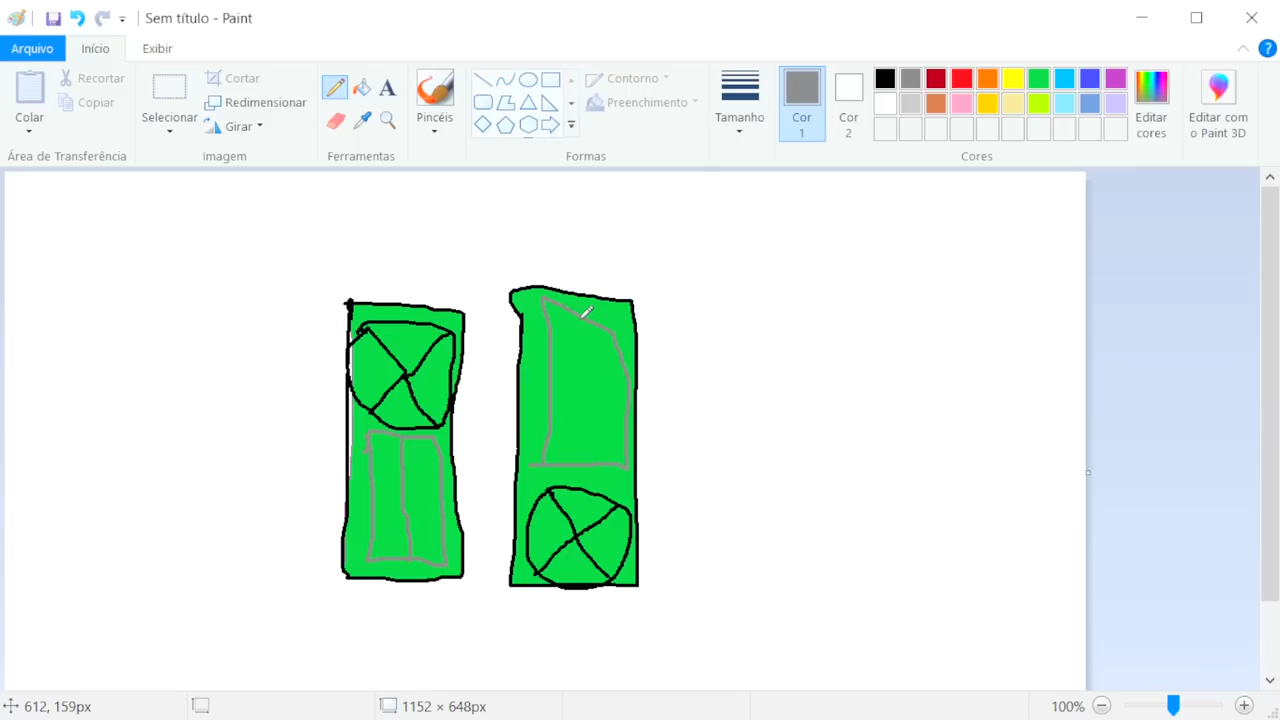 Sem título - Paint
Arquivo Início Exibir
Colar
Recortar
Copiar
Área de Transferência
Selecionar
Cortar
Redimensionar
Girar
Imagem
A
Ferramentas
Pincéis
Contorno
Preenchimento
Formas
Tamanho
Cor
1
Cor
2
Editar
cores
Cores
Editar com
o Paint 3D
?
612, 159px
1152 × 648px
100%